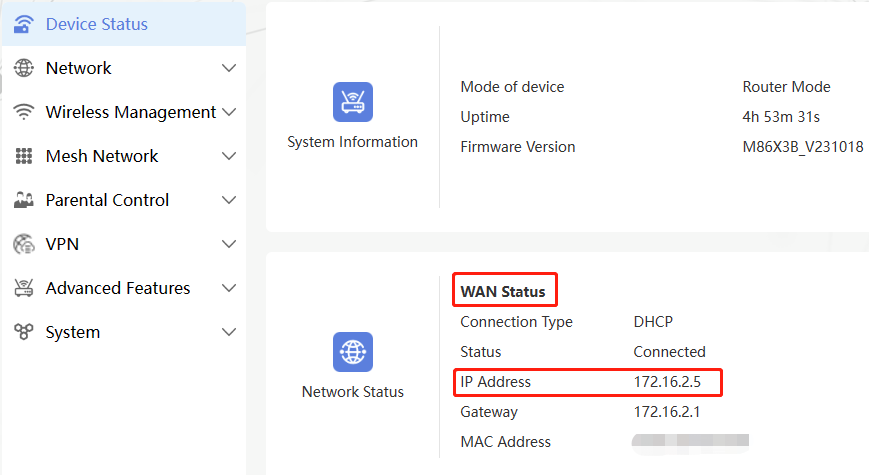 Device Status
Network
Wireless Management
Mesh Network
Parental Control
VPN
Advanced Features
System
System Information
Mode of device Router Mode
Uptime 4h 53m 31s
Firmware Version M86X3B_V231018
Network Status
WAN Status
Connection Type DHCP
Status Connected
IP Address 172.16.2.5
Gateway 172.16.2.1
MAC Address